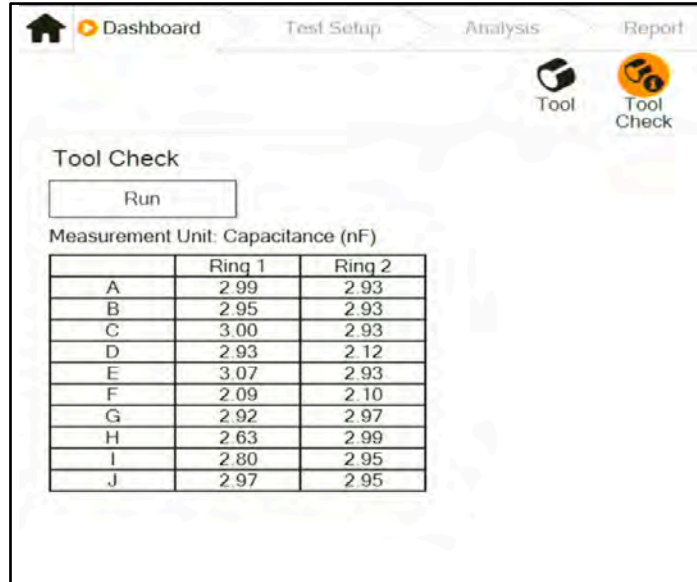 Dashboard Test Setup Analysis Report
Tool Tool
Check
Tool Check
Run
Measurement Unit: Capacitance (nF)
Ring 1 Ring 2
A 2.99 2.93
B 2.95 2.93
C 3.00 2.93
D 2.93 2.12
E 3.07 2.93
F 2.09 2.10
G 2.92 2.97
H 2.63 2.99
I 2.80 2.95
J 2.97 2.95